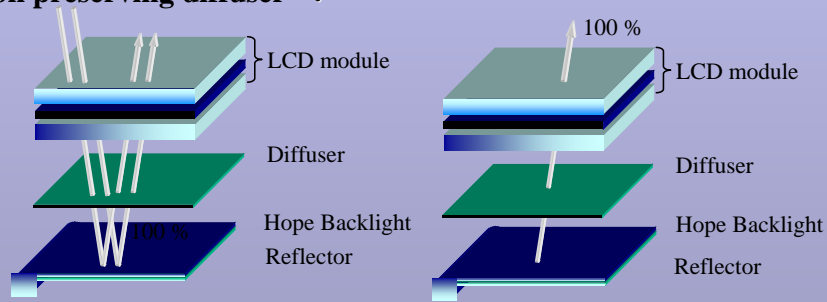 preserving diffuser
100 %
LCD module
LCD module
Diffuser
Diffuser
Hope Backlight
Hope Backlight
100 %
Reflector
Reflector